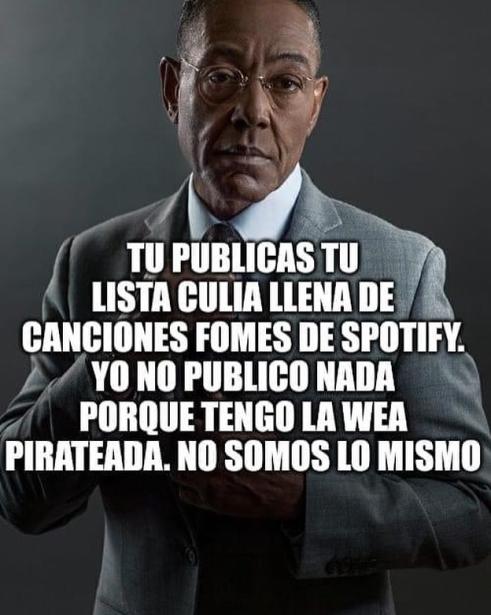 TU PUBLICAS TU
LISTA CULIA LLENA DE
CANCIONES FOMES DE SPOTIFY.
YO NO PUBLICO NADA
PORQUE TENGO LA WEA
PIRATEADA. NO SOMOS LO MISMO